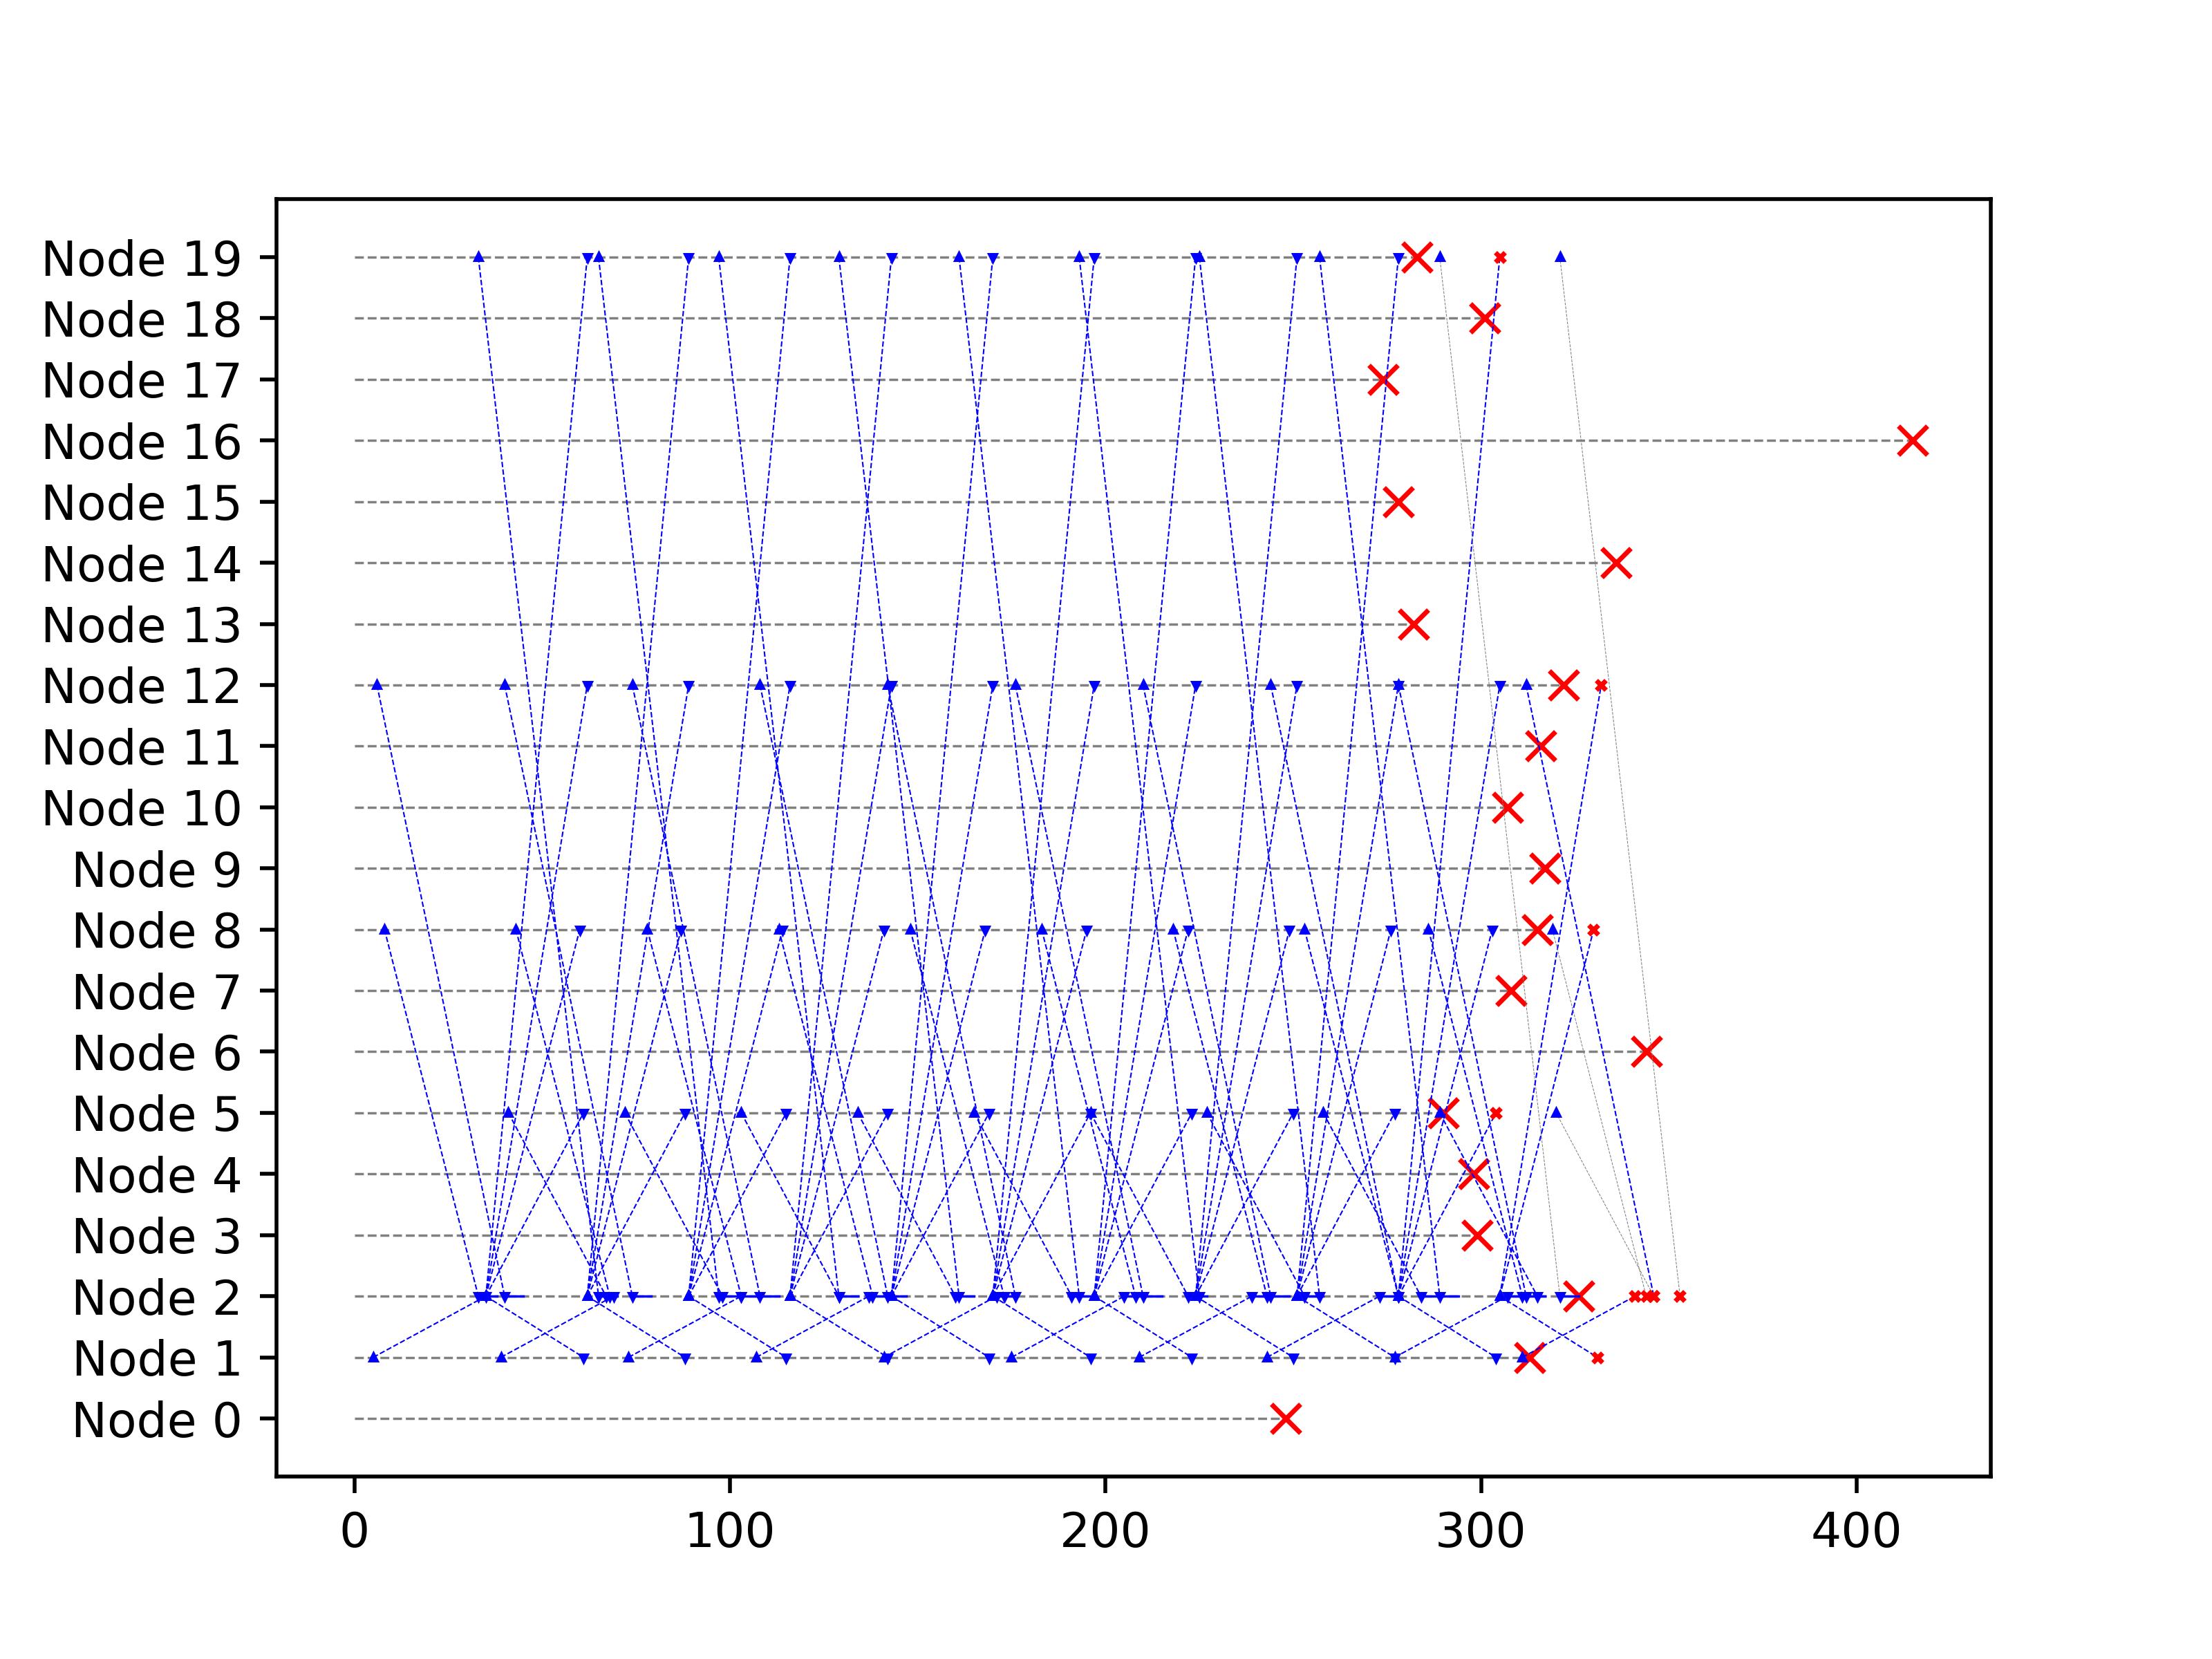 Node 19
Node 18
Node 17
Node 16
Node 15
Node 14
Node 13
Node 12
Node 11
Node 10
Node 9
Node 8
Node 7
Node 6
Node 5
Node 4
Node 3
Node 2
Node 1
Node 0
0 100 200 300 400